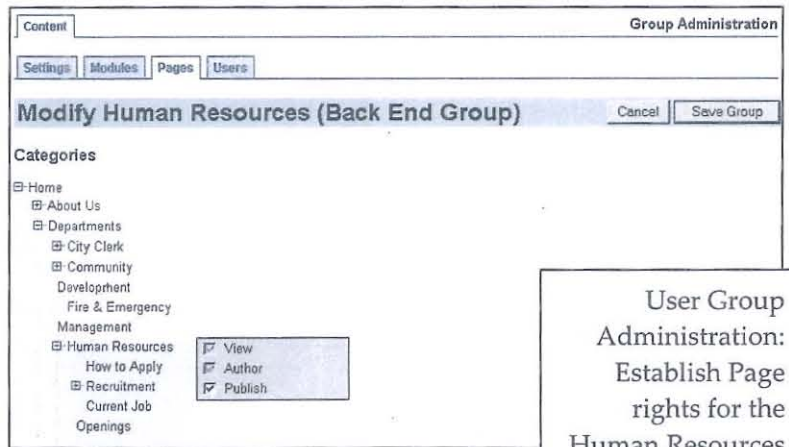 Content
Group Administration
Settings Modules Pages Users
Modify Human Resources (Back End Group)
Cancel Save Group
Categories
Home
About Us
Departments
City Clerk
Community
Development
Fire & Emergency
Management
Human Resources
View
How to Apply
Author
Recruitment
Publish
Current Job
Openings
User Group
Administration:
Establish Page
rights for the
Human Resources